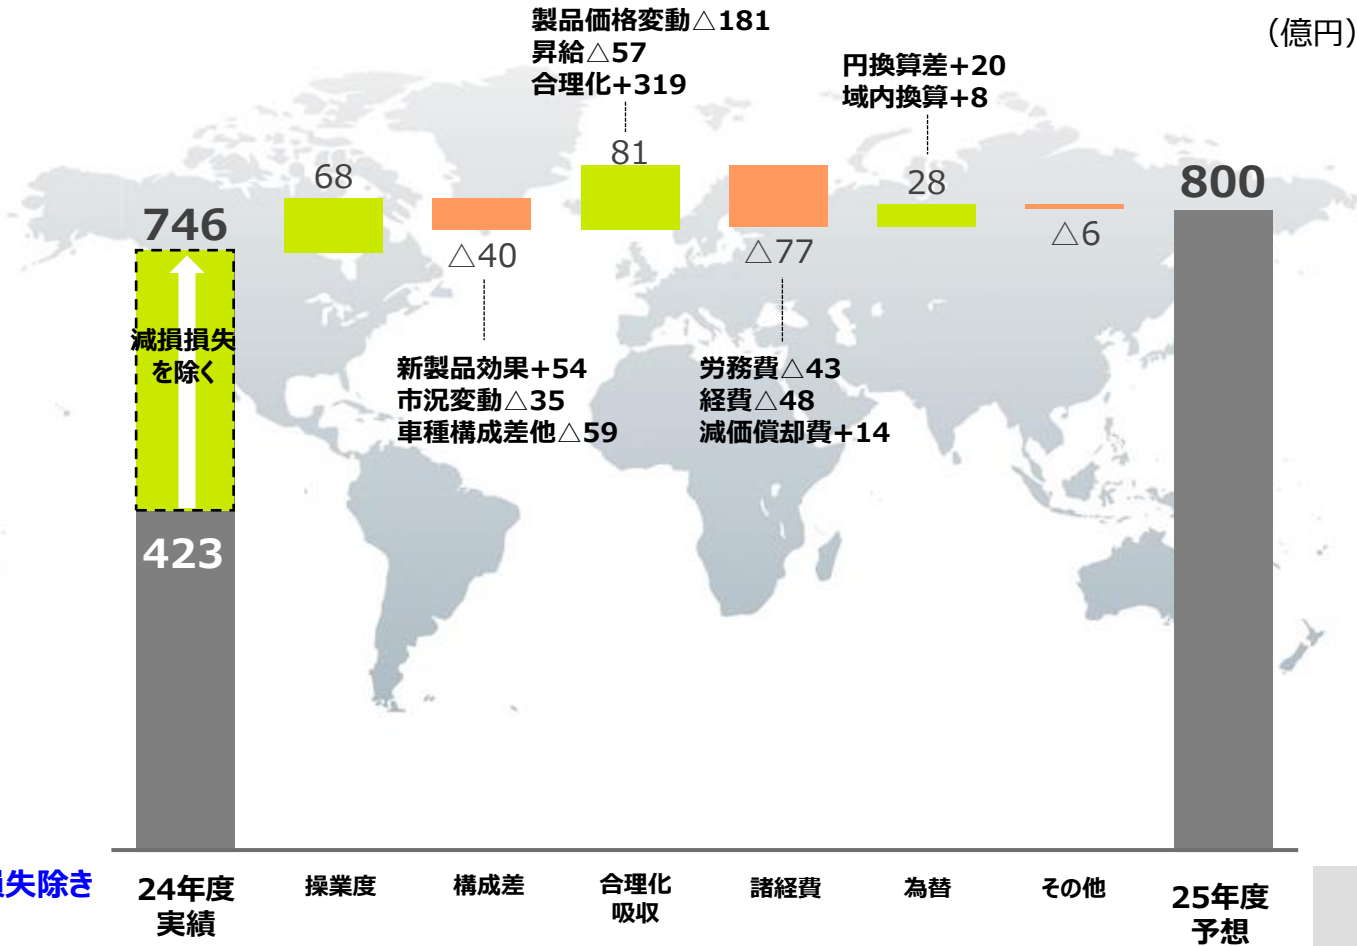 (億円)
製品価格変動△181
昇給△57
合理化+319
円換算差+20
域内換算+8
746
68
△40
81
△77
28
△6
800
減損損失
を除く
新製品効果+54
市況変動△35
車種構成差他△59
労務費△43
経費△48
減価償却費+14
423
損失除き
24年度
実績
操業度
構成差
合理化
吸収
諸経費
為替
その他
25年度
予想